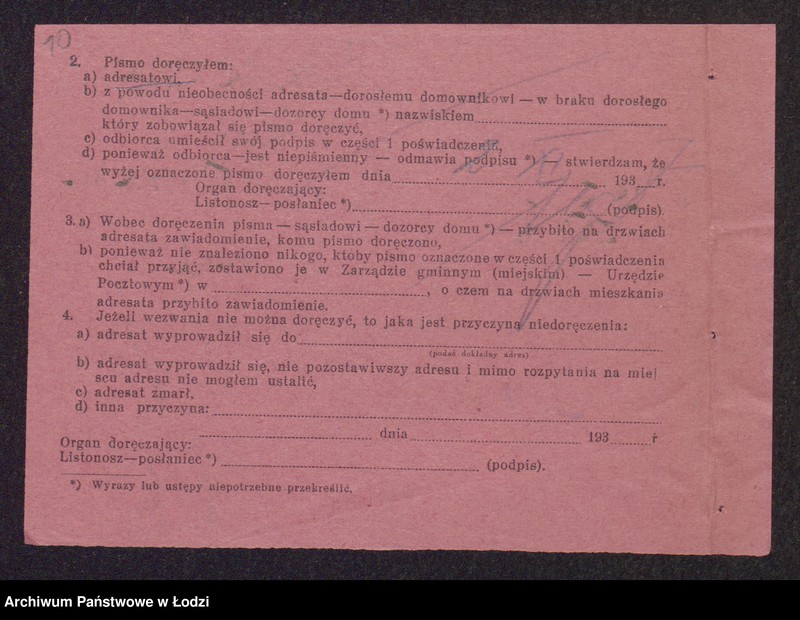 10
2. Pismo doręczyłem:
a) adresatowi,
b) z powodu nieobecności adresata—dorosłemu domownikowi — w braku dorosłego
domownika—sąsiadowi—dozorcy domu *) nazwiskiem
który zobowiązał się pismo doręczyć,
c) odbiorca umieścił swój podpis w części 1 poświadczenia,
d) ponieważ odbiorca—jest niepiśmienny — odmawia podpisu *) — stwierdzam, że
wyżej oznaczone pismo doręczyłem dnia 193 r.
Organ doręczający:
Listonosz—posłaniec *) (podpis).
3. a) Wobec doręczenia pisma — sąsiadowi — dozorcy domu *) — przybito na drzwiach
adresata zawiadomienie, komu pismo doręczono,
b) ponieważ nie znaleziono nikogo, ktoby pismo oznaczone w części 1 poświadczenia
chciał przyjąć, zostawiono je w Zarządzie gminnym (miejskim) — Urzędzie
Pocztowym *) w , o czem na drzwiach mieszkania
adresata przybito zawiadomienie.
4. Jeżeli wezwania nie można doręczyć, to jaka jest przyczyna niedoręczenia:
a) adresat wyprowadził się do
(podać dokładny adres)
b) adresat wyprowadził się, nie pozostawiwszy adresu i mimo rozpytania na miej
scu adresu nie mogłem ustalić,
c) adresat zmarł,
d) inna przyczyna:
dnia 193 r
Organ doręczający:
Listonosz—posłaniec *) (podpis).
*) Wyrazy lub ustępy niepotrzebne przekreślić.
Archiwum Państwowe w Łodzi